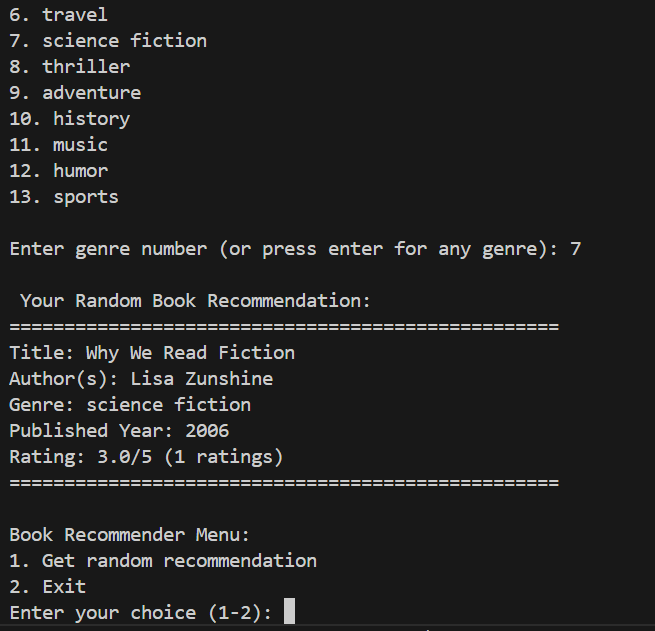 6. travel
7. science fiction
8. thriller
9. adventure
10. history
11. music
12. humor
13. sports
Enter genre number (or press enter for any genre): 7
Your Random Book Recommendation:
==================================================
Title: Why We Read Fiction
Author(s): Lisa Zunshine
Genre: science fiction
Published Year: 2006
Rating: 3.0/5 (1 ratings)
==================================================
Book Recommender Menu:
1. Get random recommendation
2. Exit
Enter your choice (1-2):